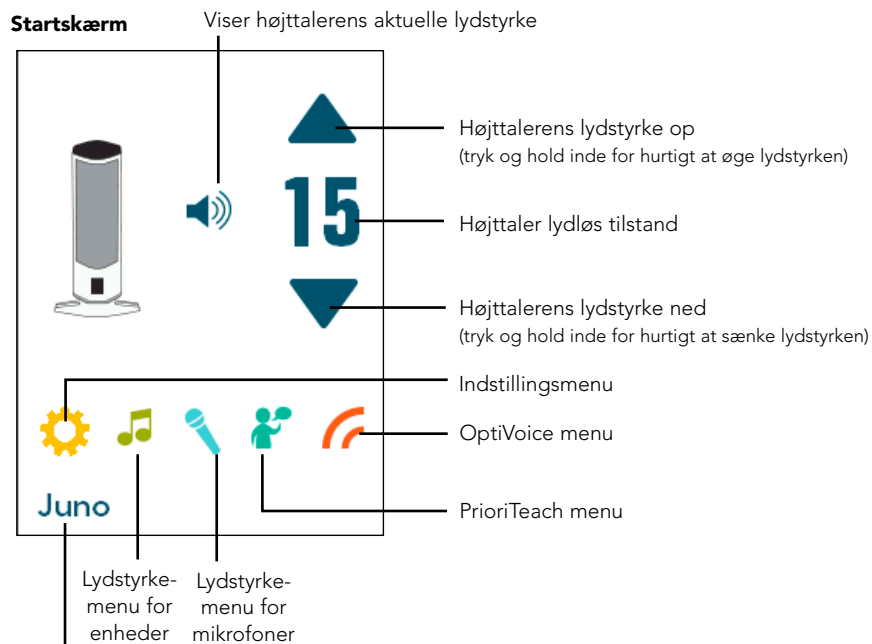 Startskærm
Viser højttalerens aktuelle lydstyrke
Højttalerens lydstyrke op
(tryk og hold inde for hurtigt at øge lydstyrken)
15
Højttaler lydløs tilstand
Højttalerens lydstyrke ned
(tryk og hold inde for hurtigt at sænke lydstyrken)
Indstillingsmenu
OptiVoice menu
PrioriTeach menu
Juno
Lydstyrke-
menu for
enheder
Lydstyrke-
menu for
mikrofoner